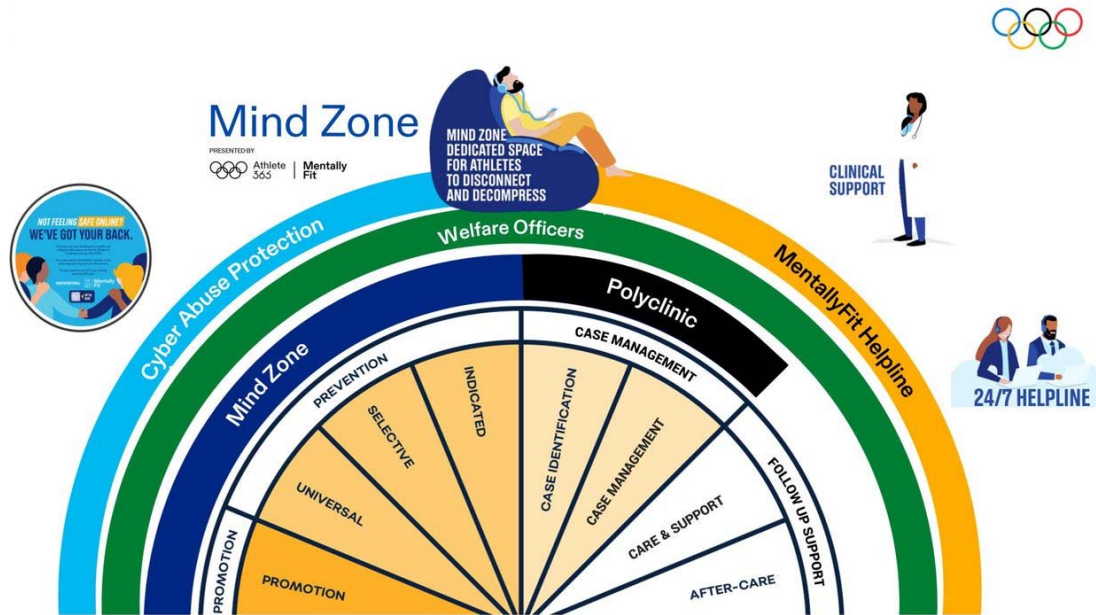 Mind Zone
PRESENTED BY
Athlete
365
Mentally
Fit
MIND ZONE
DEDICATED SPACE
FOR ATHLETES
TO DISCONNECT
AND DECOMPRESS
CLINICAL
SUPPORT
NOT FEELING SAFE ONLINE?
WE'VE GOT YOUR BACK.
Mentally
Fit
24/7 HELPLINE
Cyber Abuse Protection
Welfare Officers
MentallyFit Helpline
Mind Zone
Polyclinic
PROMOTION
PREVENTION
CASE MANAGEMENT
FOLLOW UP SUPPORT
PROMOTION
UNIVERSAL
SELECTIVE
INDICATED
CASE IDENTIFICATION
CASE MANAGEMENT
CARE & SUPPORT
AFTER-CARE